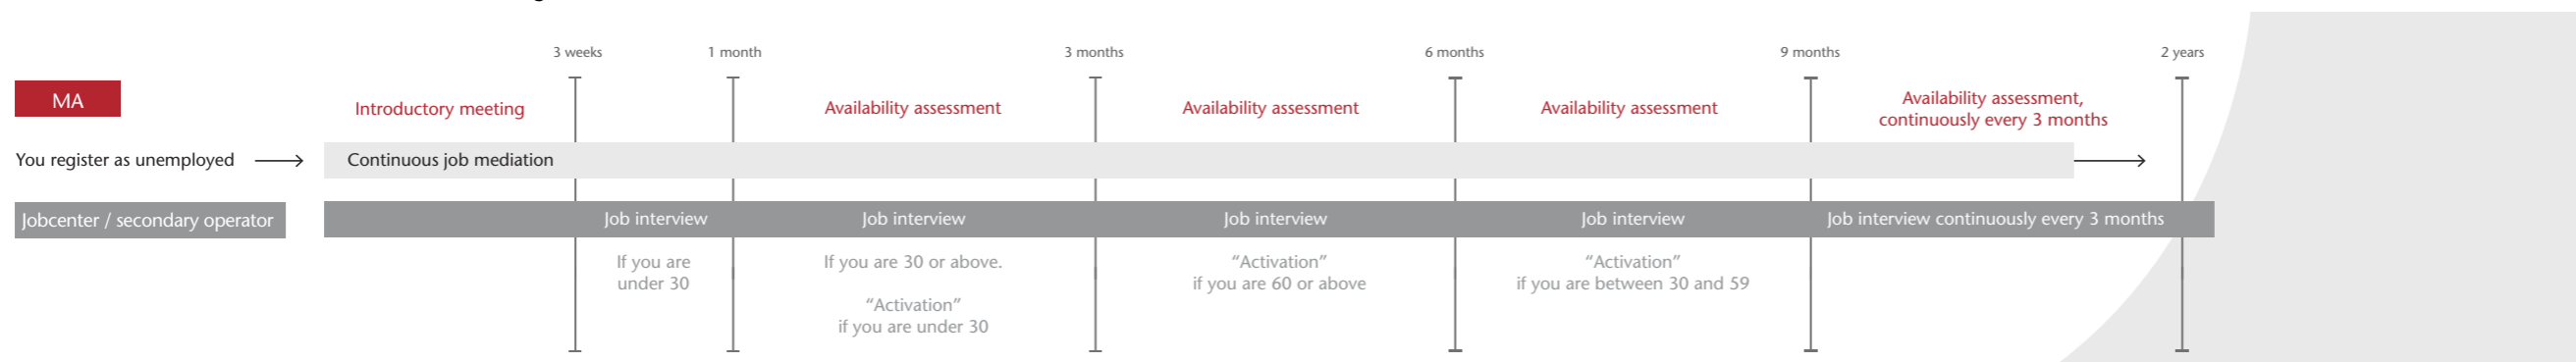 3 weeks
1 month
3 months
6 months
9 months
2 years
MA
Introductory meeting
Availability assessment
Availability assessment
Availability assessment
Availability assessment,
continuously every 3 months
You register as unemployed
Continuous job mediation
Jobcenter / secondary operator
Job interview
Job interview
Job interview
Job interview
Job interview continuously every 3 months
If you are
under 30
If you are 30 or above.
“Activation”
if you are under 30
“Activation”
if you are 60 or above
“Activation”
if you are between 30 and 59